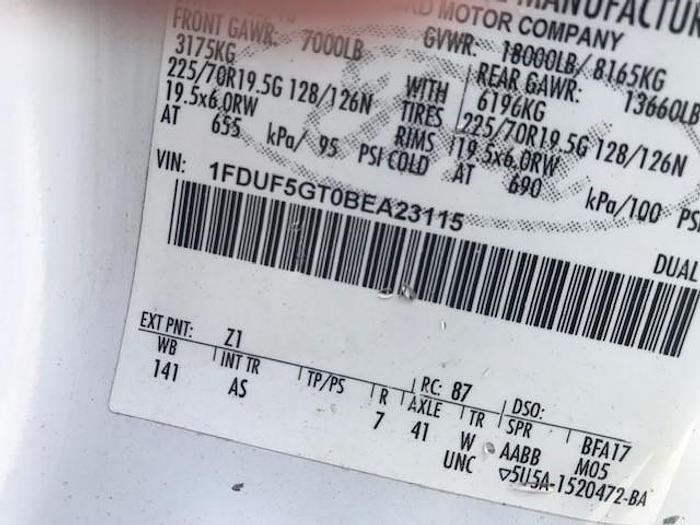 MANUFACTUR
RD MOTOR COMPANY
FRONT GAWR: 7000LB GVWR: 18000LB/8165KG
3175KG WITH REAR GAWR: 13660LB
225/70R19.5G 128/126N TIRES 6196KG
19.5x6.0RW RIMS 225/70R19.5G 128/126N
AT 655 kPa/ 95 PSI COLD 19.5x6.0RW
AT 690 kPa/100 PS
VIN: 1FDUF5GT0BEA23115
DUAL
EXT PNT: Z1 RC: 87 DSO:
WB INT TR TP/PS R AXLE TR SPR BFA17
141 AS 7 41 W AABB M05
UNC ▽5U5A-1520472-BA